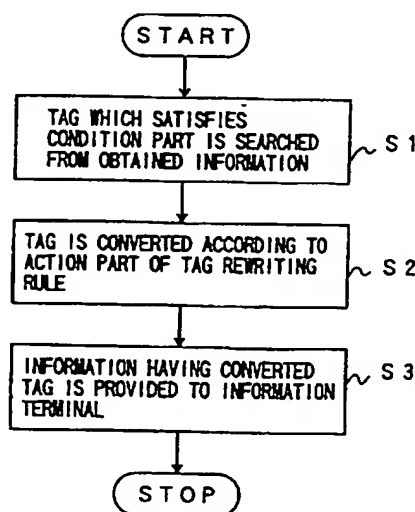 START
TAG WHICH SATISFIES
CONDITION PART IS SEARCHED
FROM OBTAINED INFORMATION
S1
TAG IS CONVERTED ACCORDING TO
ACTION PART OF TAG REWRITING
RULE
S2
INFORMATION HAVING CONVERTED
TAG IS PROVIDED TO INFORMATION
TERMINAL
S3
STOP